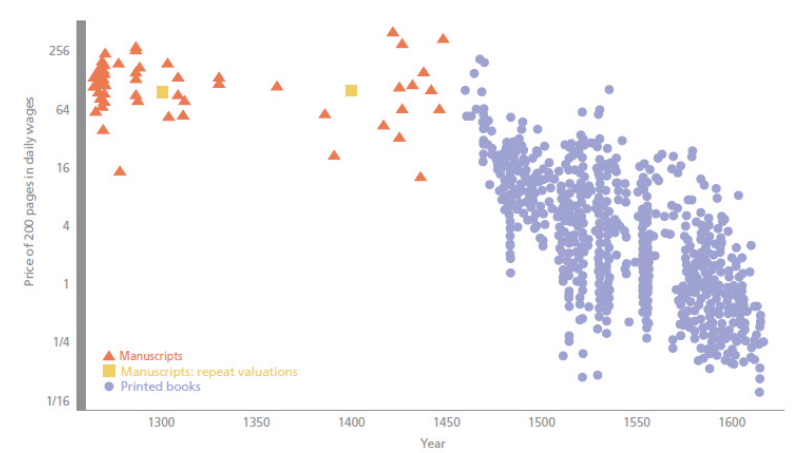 Price of 200 pages in daily wages
256
64
16
4
1
1/4
1/16
Manuscripts
Manuscripts: repeat valuations
Printed books
1300
1350
1400
1450
1500
1550
1600
Year